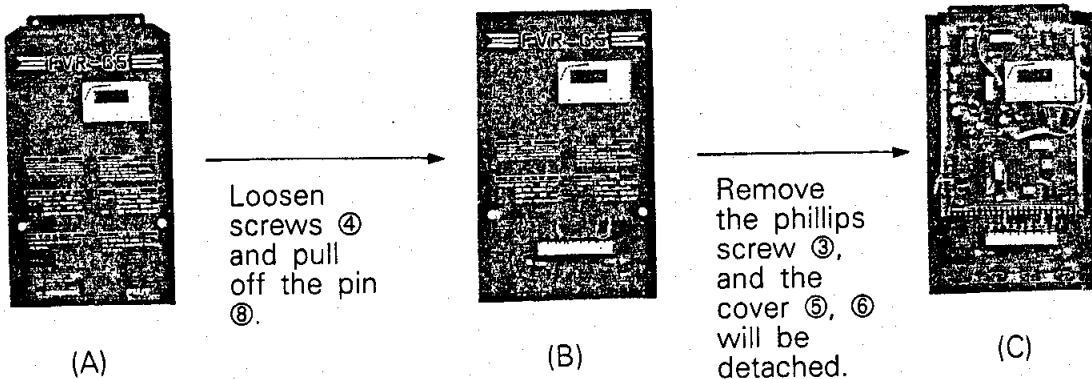 FVR-G5
FVR-G5
Loosen
screws ④
and pull
off the pin
⑧.
Remove
the phillips
screw ③,
and the
cover ⑤, ⑥
will be
detached.
(A)
(B)
(C)